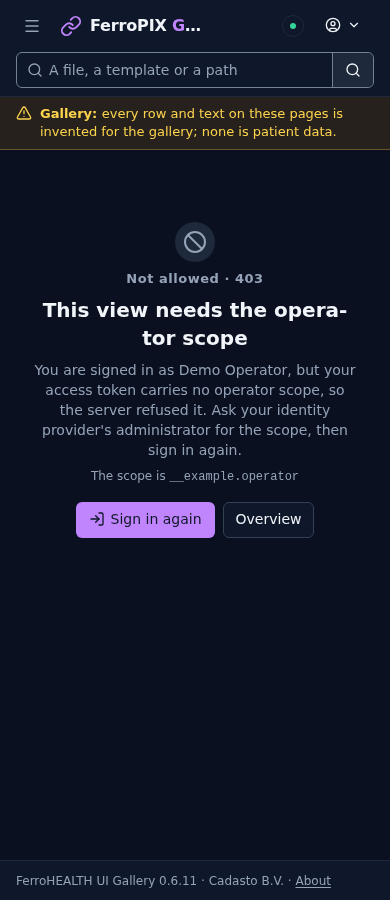 FerroPIX G…
A file, a template or a path
Gallery: every row and text on these pages is
invented for the gallery; none is patient data.
Not allowed · 403
This view needs the opera-
tor scope
You are signed in as Demo Operator, but your
access token carries no operator scope, so
the server refused it. Ask your identity
provider's administrator for the scope, then
sign in again.
The scope is __example.operator
Sign in again
Overview
FerroHEALTH UI Gallery 0.6.11 · Cadasto B.V. · About